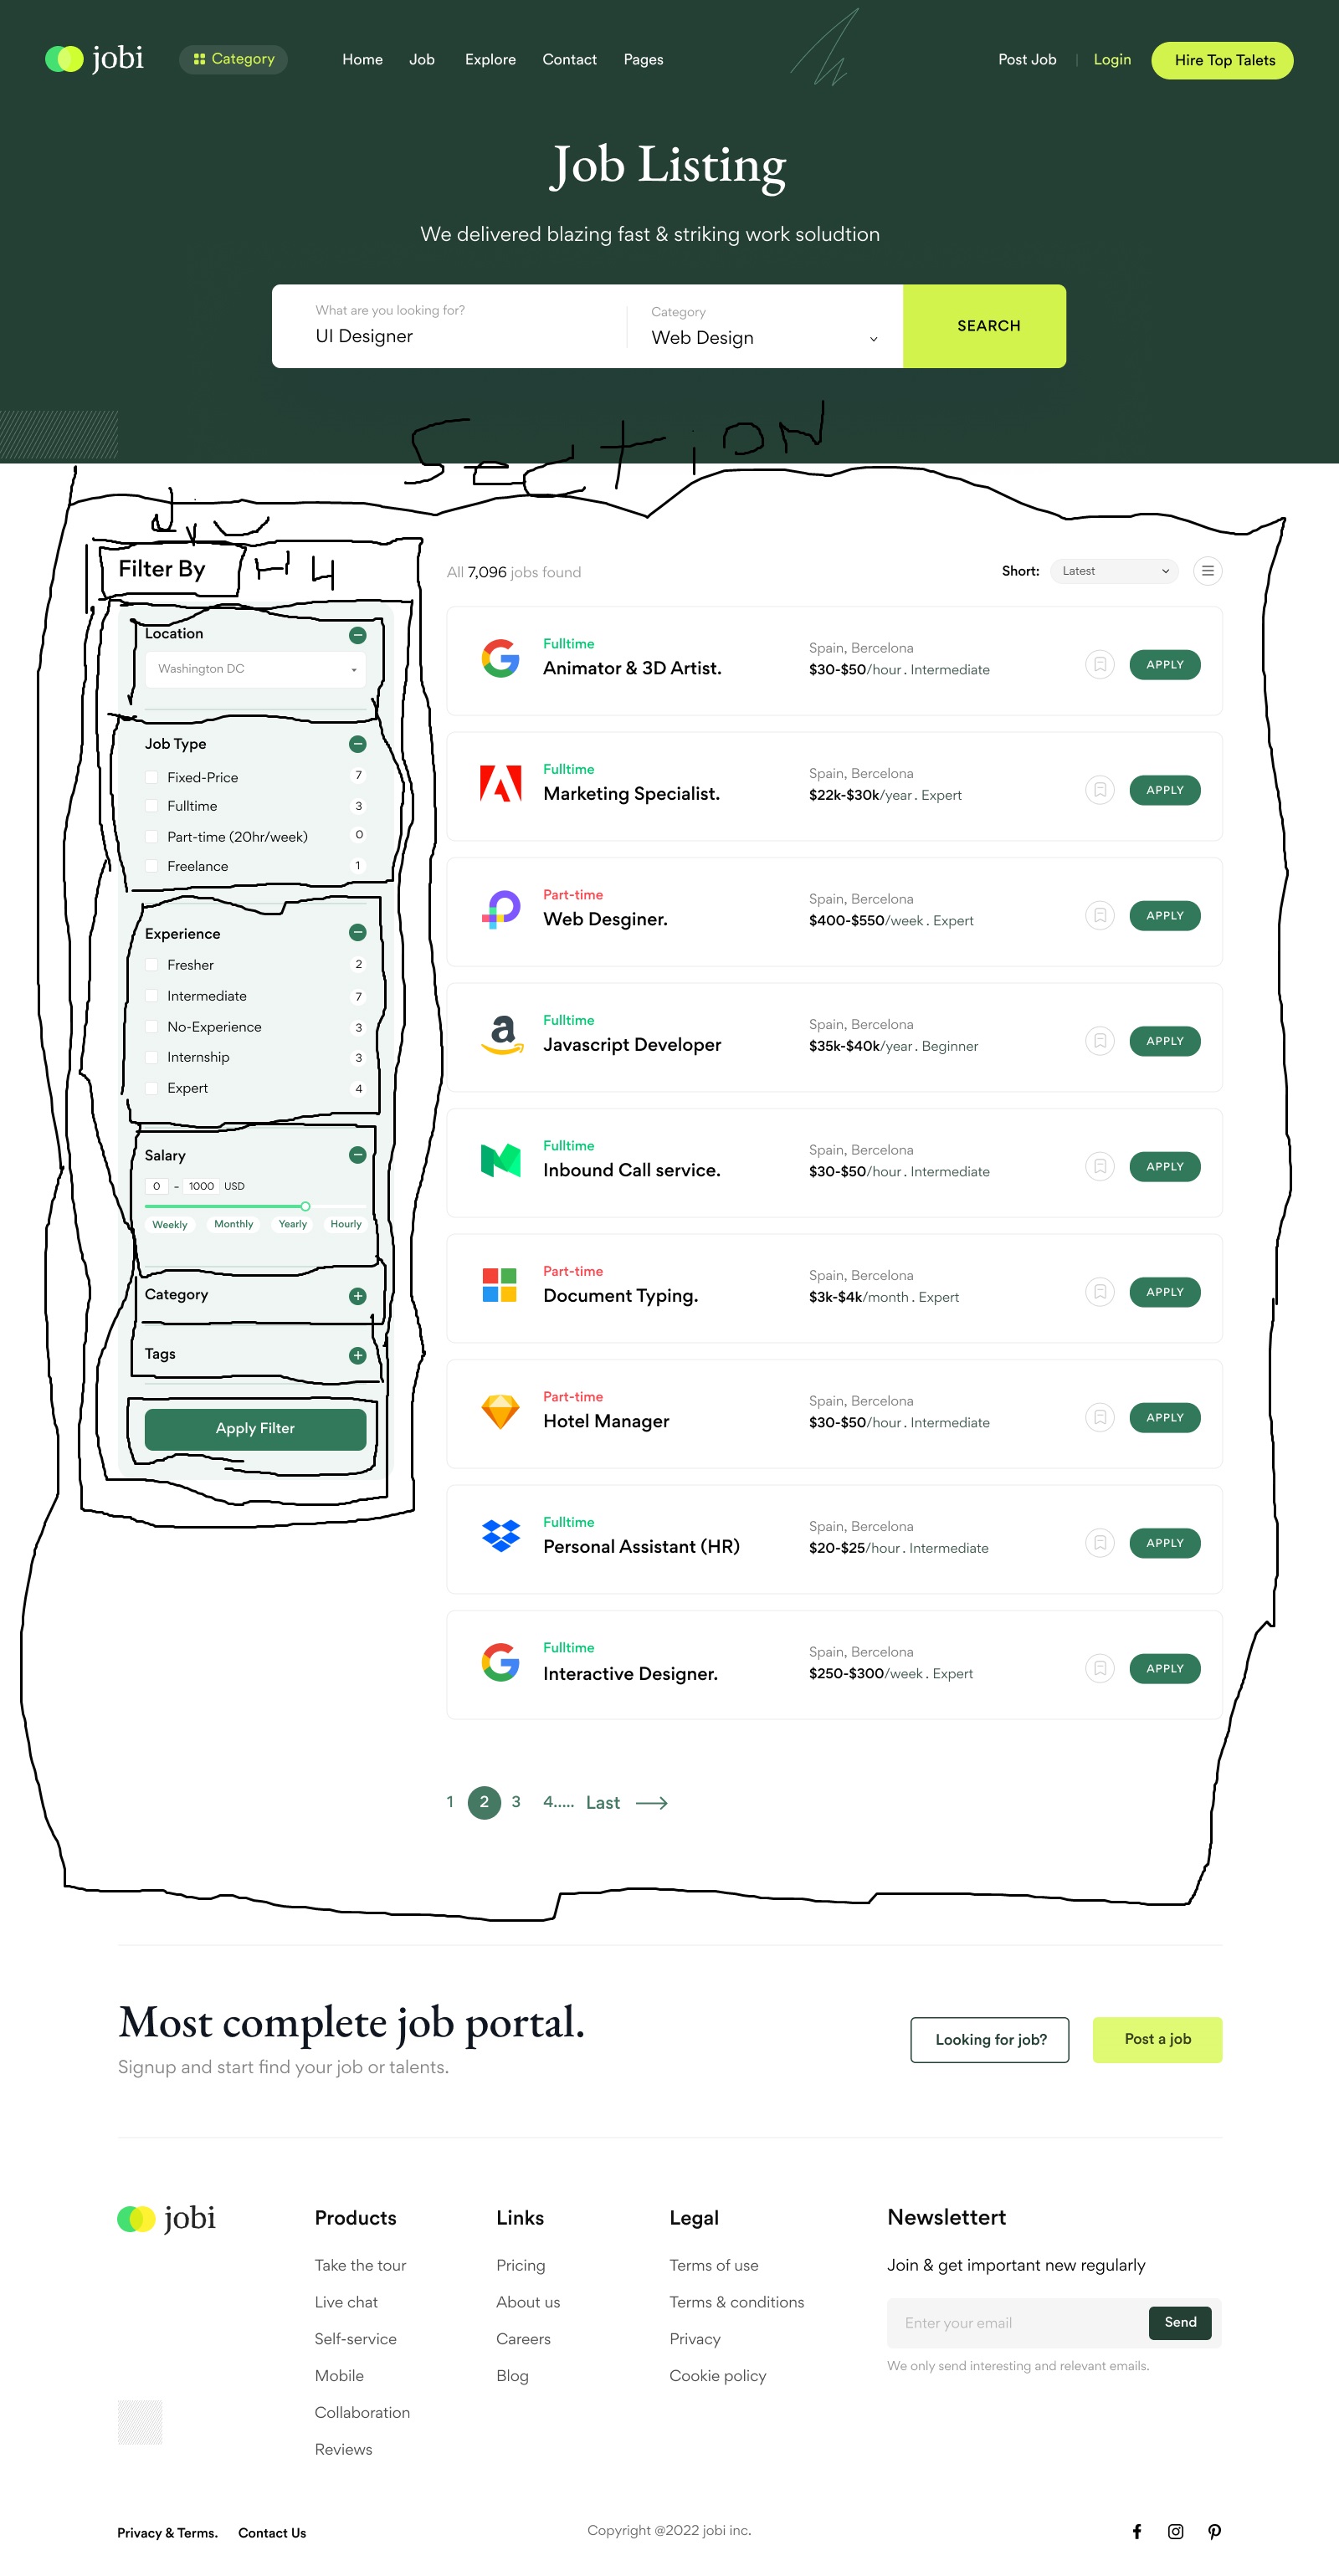 jobi
Category
Home
Job
Explore
Contact
Pages
Post Job
Login
Hire Top Talets
Job Listing
We delivered blazing fast & striking work soludtion
What are you looking for?
UI Designer
Category
Web Design
SEARCH
SECTION
Div
Filter By
H4
Location
Washington DC
Job Type
Fixed-Price 7
Fulltime 3
Part-time (20hr/week) 0
Freelance 1
Experience
Fresher 2
Intermediate 7
No-Experience 3
Internship 3
Expert 4
Salary
0 - 1000 USD
Weekly Monthly Yearly Hourly
Category
Tags
Apply Filter
All 7,096 jobs found
Short: Latest
Fulltime
Animator & 3D Artist.
Spain, Bercelona
$30-$50/hour . Intermediate
APPLY
Fulltime
Marketing Specialist.
Spain, Bercelona
$22k-$30k/year . Expert
APPLY
Part-time
Web Desginer.
Spain, Bercelona
$400-$550/week . Expert
APPLY
Fulltime
Javascript Developer
Spain, Bercelona
$35k-$40k/year . Beginner
APPLY
Fulltime
Inbound Call service.
Spain, Bercelona
$30-$50/hour . Intermediate
APPLY
Part-time
Document Typing.
Spain, Bercelona
$3k-$4k/month . Expert
APPLY
Part-time
Hotel Manager
Spain, Bercelona
$30-$50/hour . Intermediate
APPLY
Fulltime
Personal Assistant (HR)
Spain, Bercelona
$20-$25/hour . Intermediate
APPLY
Fulltime
Interactive Designer.
Spain, Bercelona
$250-$300/week . Expert
APPLY
1 2 3 4..... Last
Most complete job portal.
Signup and start find your job or talents.
Looking for job?
Post a job
jobi
Products
Take the tour
Live chat
Self-service
Mobile
Collaboration
Reviews
Links
Pricing
About us
Careers
Blog
Legal
Terms of use
Terms & conditions
Privacy
Cookie policy
Newslettert
Join & get important new regularly
Enter your email
Send
We only send interesting and relevant emails.
Privacy & Terms.
Contact Us
Copyright @2022 jobi inc.